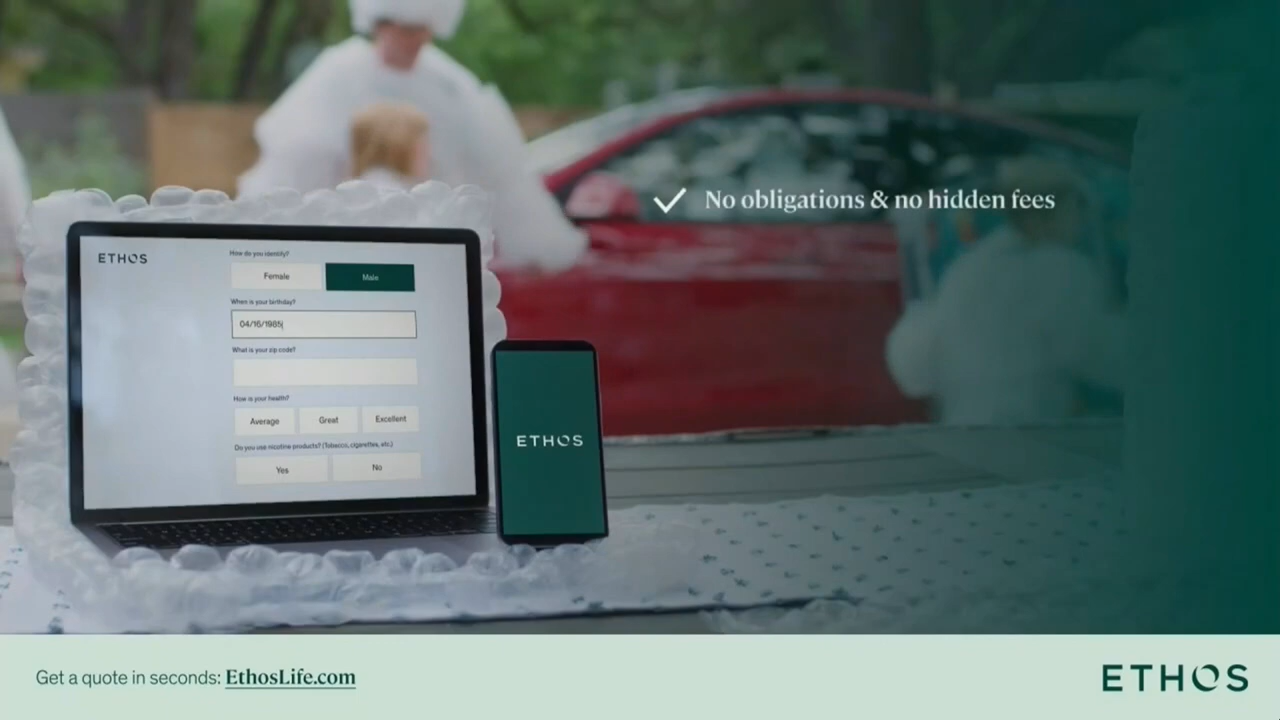 No obligations & no hidden fees
ETHOS
How do you identify?
Female
Male
When is your birthday?
04/16/1985
What is your zip code?
How is your health?
Average
Great
Excellent
Do you use nicotine products? (Tobacco, cigarettes, etc.)
Yes
No
ETHOS
Get a quote in seconds: EthosLife.com
ETHOS